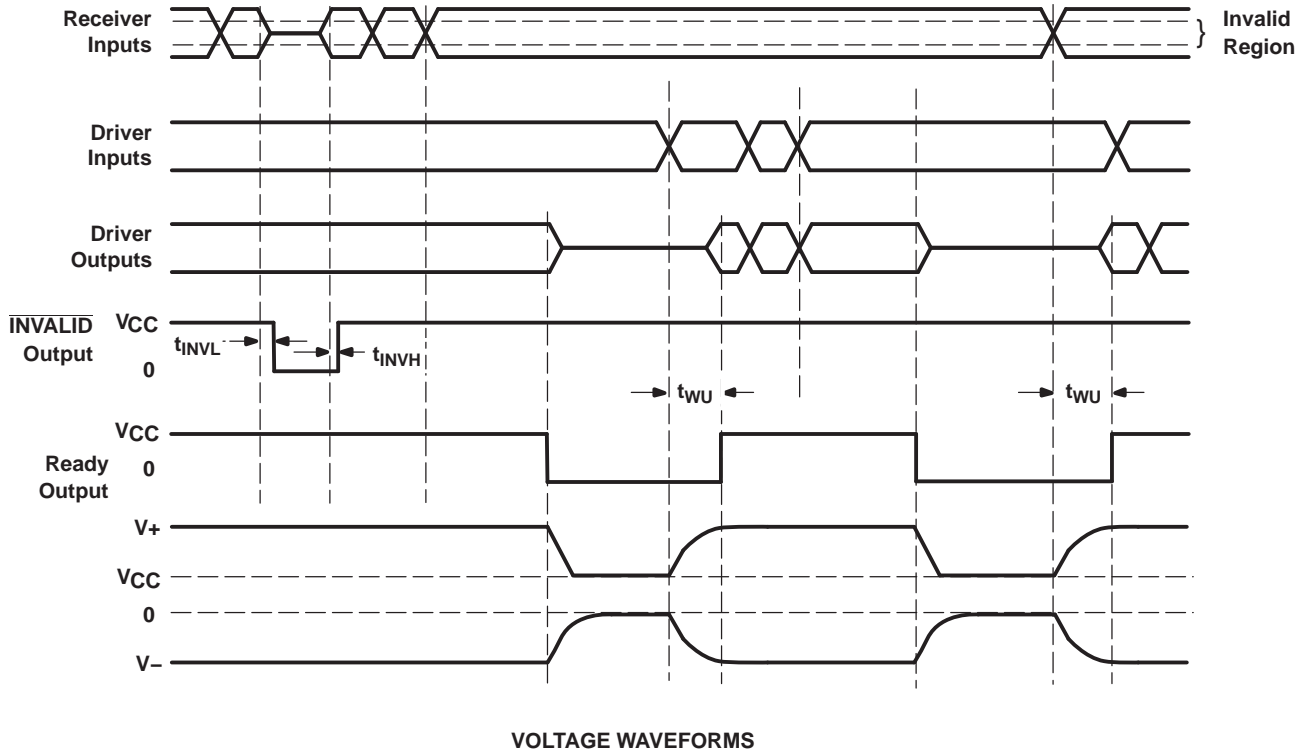 Receiver
Inputs
Invalid
Region
}
Driver
Inputs
Driver
Outputs
INVALID
Output
VCC
0
tINVL
tINVH
tWU
tWU
Ready
Output
VCC
0
V+
VCC
0
V–
VOLTAGE WAVEFORMS